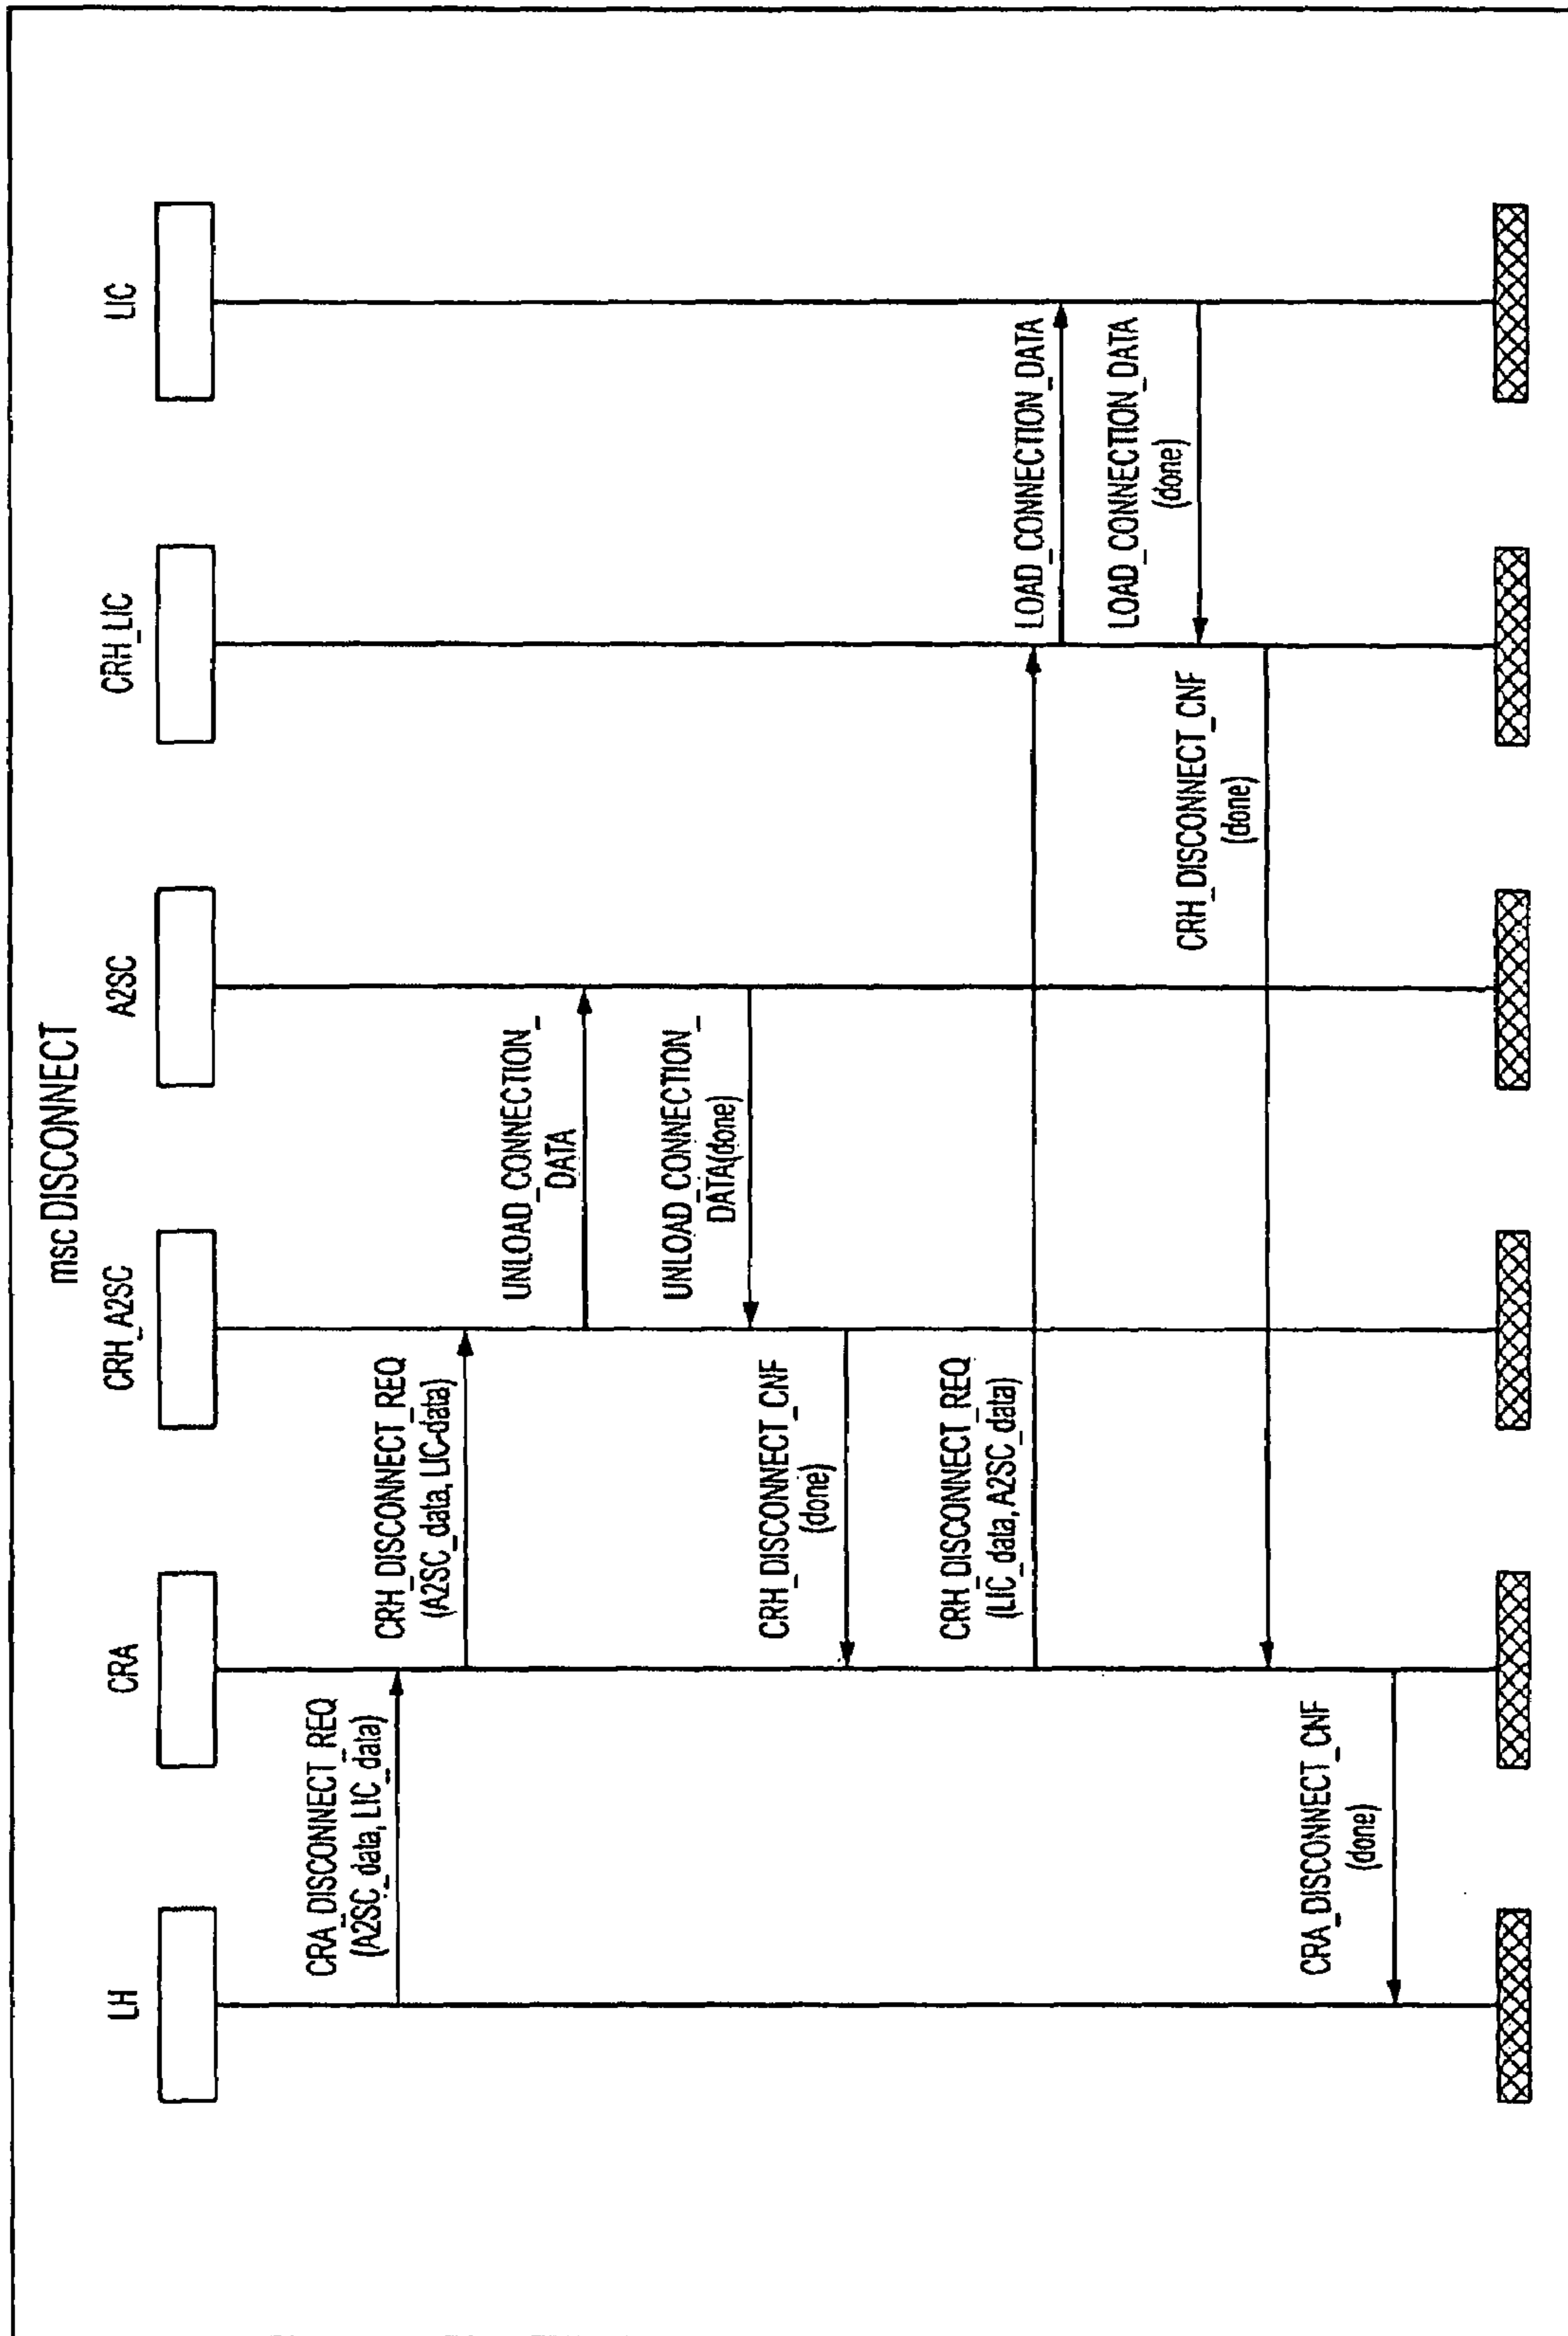 msc DISCONNECT
LH
CRA
CRH_A2SC
A2SC
CRH_LIC
LIC
CRA_DISCONNECT_REQ
(A2SC_data, LIC_data)
CRH_DISCONNECT_REQ
(A2SC_data, LIC-data)
UNLOAD_CONNECTION_
DATA
UNLOAD_CONNECTION_
DATA(done)
CRH_DISCONNECT_CNF
(done)
CRH_DISCONNECT_REQ
(LIC_data, A2SC_data)
LOAD_CONNECTION_DATA
LOAD_CONNECTION_DATA
(done)
CRH_DISCONNECT_CNF
(done)
CRA_DISCONNECT_CNF
(done)